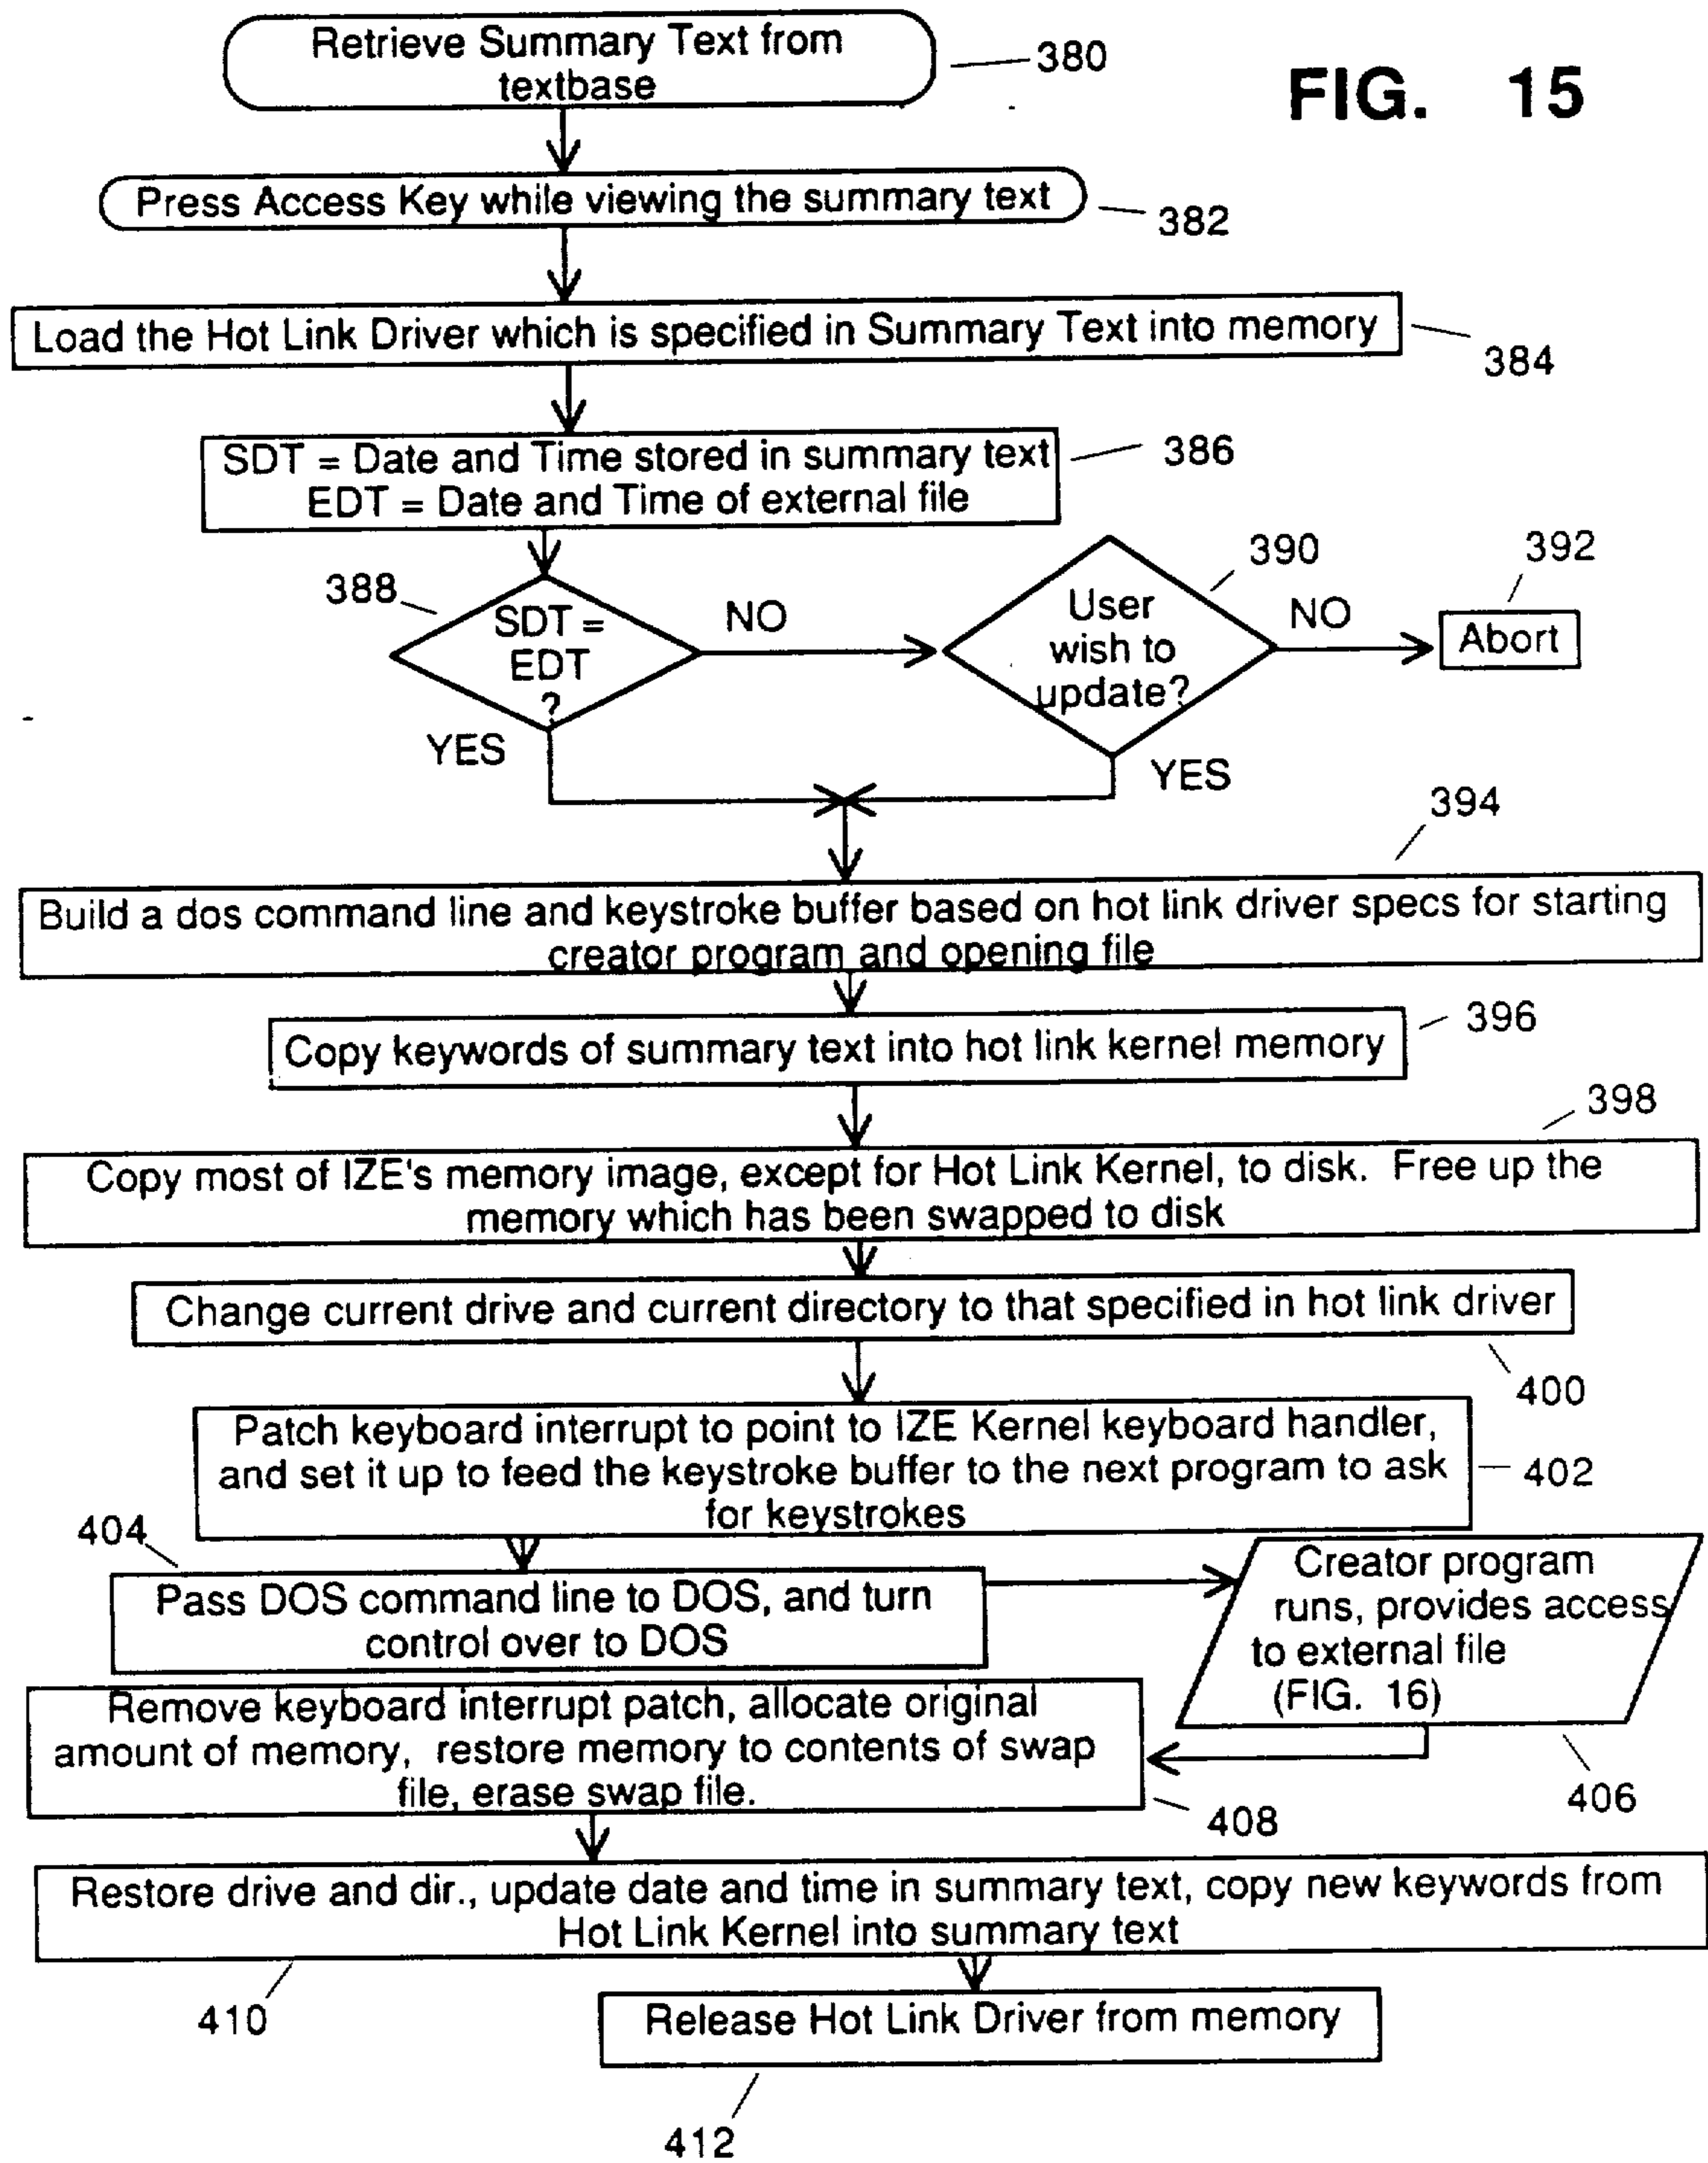 FIG. 15
Retrieve Summary Text from
textbase
380
Press Access Key while viewing the summary text
382
Load the Hot Link Driver which is specified in Summary Text into memory
384
SDT = Date and Time stored in summary text
EDT = Date and Time of external file
386
388
SDT =
EDT
?
NO
YES
390
User
wish to
update?
NO
YES
392
Abort
394
Build a dos command line and keystroke buffer based on hot link driver specs for starting
creator program and opening file
396
Copy keywords of summary text into hot link kernel memory
398
Copy most of IZE's memory image, except for Hot Link Kernel, to disk. Free up the
memory which has been swapped to disk
Change current drive and current directory to that specified in hot link driver
400
Patch keyboard interrupt to point to IZE Kernel keyboard handler,
and set it up to feed the keystroke buffer to the next program to ask
for keystrokes
402
404
Pass DOS command line to DOS, and turn
control over to DOS
Creator program
runs, provides access
to external file
(FIG. 16)
406
Remove keyboard interrupt patch, allocate original
amount of memory, restore memory to contents of swap
file, erase swap file.
408
Restore drive and dir., update date and time in summary text, copy new keywords from
Hot Link Kernel into summary text
410
Release Hot Link Driver from memory
412